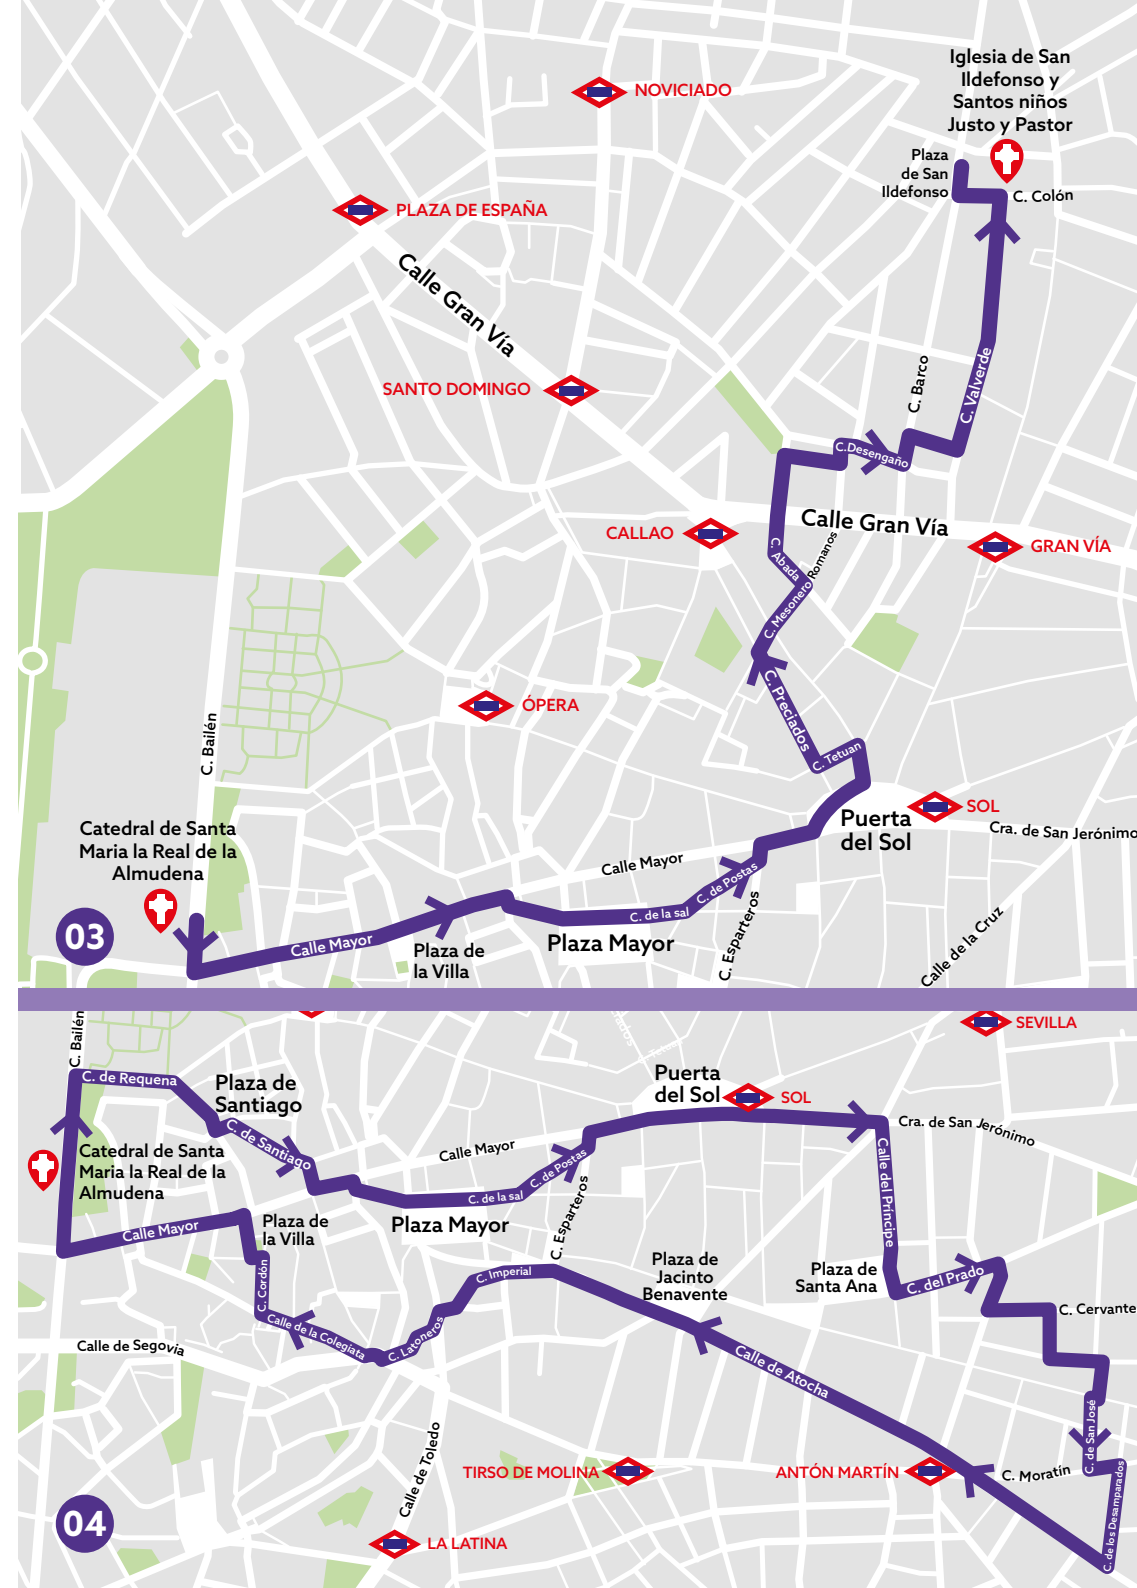 Iglesia de San
Ildefonso y
Santos niños
Justo y Pastor
NOVICIADO
Plaza
de San
Ildefonso
C. Colón
PLAZA DE ESPAÑA
Calle Gran Vía
SANTO DOMINGO
C. Barco
C. Valverde
C.Desengaño
CALLAO
Calle Gran Vía
GRAN VÍA
C. Abada
C. Mesonero Romanos
C. Preciados
ÓPERA
C. Bailén
C. Tetuan
SOL
Puerta
del Sol
Cra. de San Jerónimo
Catedral de Santa
Maria la Real de la
Almudena
Calle Mayor
C. de Postas
C. de la sal
03
Calle Mayor
Plaza de
la Villa
Plaza Mayor
C. Esparteros
Calle de la Cruz
C. Bailén
SEVILLA
C. de Requena
Plaza de
Santiago
Puerta
del Sol
SOL
C. de Santiago
Calle Mayor
Cra. de San Jerónimo
Catedral de Santa
Maria la Real de la
Almudena
C. de Postas
C. de la sal
Calle del Príncipe
Calle Mayor
Plaza de
la Villa
Plaza Mayor
C. Esparteros
C. Cordón
C. Imperial
Plaza de
Jacinto
Benavente
Plaza de
Santa Ana
C. del Prado
C. Cervante
Calle de la Colegiata
C. Latoneros
Calle de Segovia
Calle de Atocha
C. de San José
Calle de Toledo
TIRSO DE MOLINA
ANTÓN MARTÍN
C. Moratín
C. de los Desamparados
04
LA LATINA